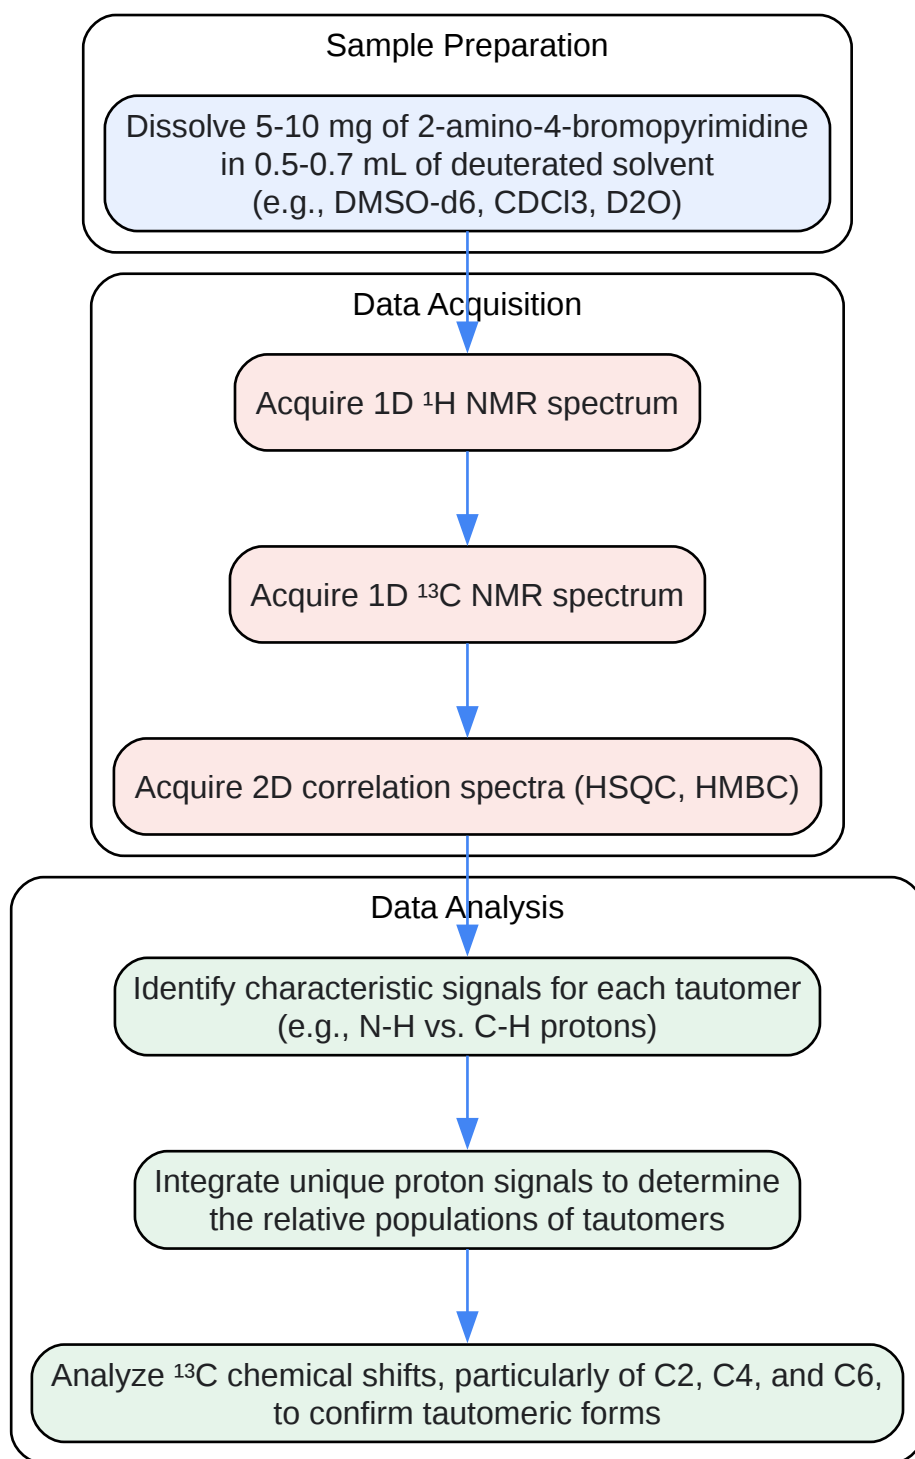 Sample Preparation
Dissolve 5-10 mg of 2-amino-4-bromopyrimidine
in 0.5-0.7 mL of deuterated solvent
(e.g., DMSO-d6, CDCl3, D2O)
Data Acquisition
Acquire 1D ¹H NMR spectrum
Acquire 1D ¹³C NMR spectrum
Acquire 2D correlation spectra (HSQC, HMBC)
Data Analysis
Identify characteristic signals for each tautomer
(e.g., N-H vs. C-H protons)
Integrate unique proton signals to determine
the relative populations of tautomers
Analyze ¹³C chemical shifts, particularly of C2, C4, and C6,
to confirm tautomeric forms